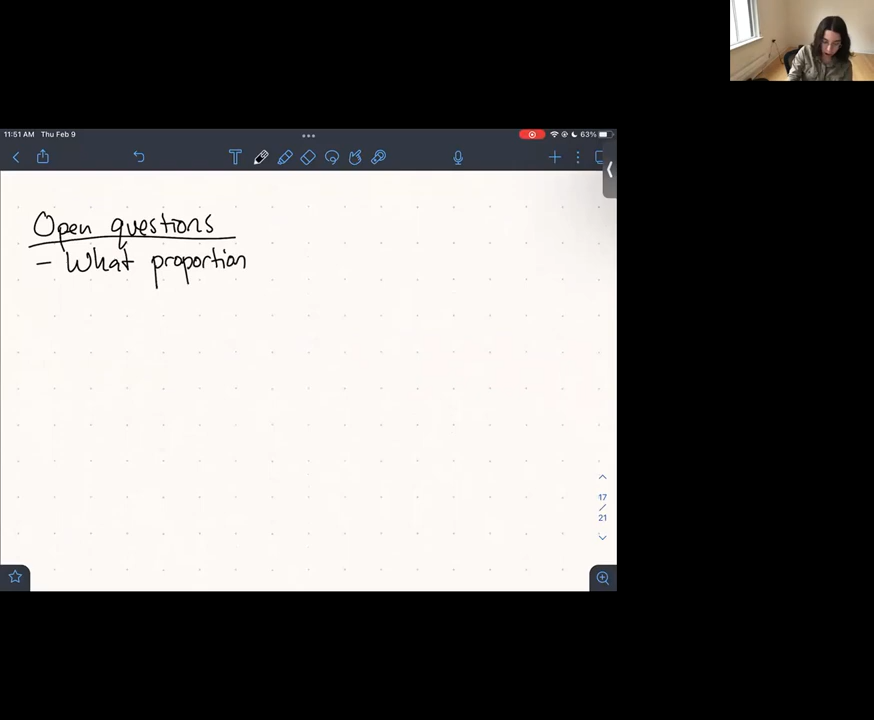 11:51 AM Thu Feb 9
63%
T
Open questions
- What proportion
17
/
21